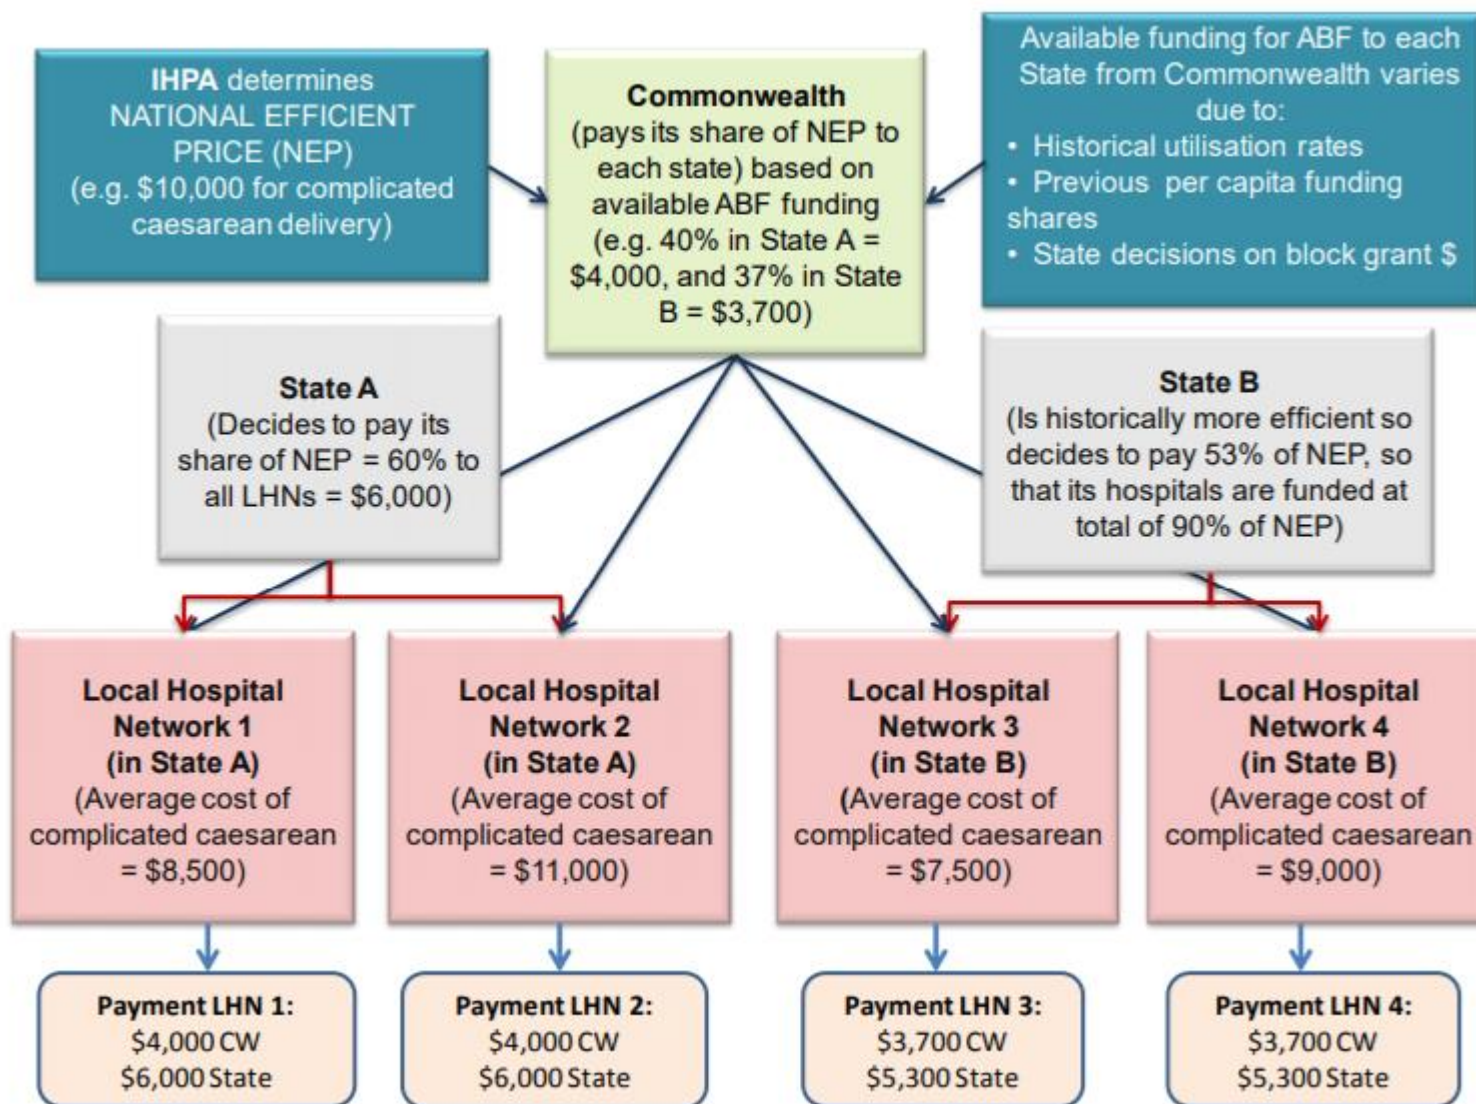 IHPA determines
NATIONAL EFFICIENT
PRICE (NEP)
(e.g. $10,000 for complicated
caesarean delivery)
Commonwealth
(pays its share of NEP to
each state) based on
available ABF funding
(e.g. 40% in State A =
$4,000, and 37% in State
B = $3,700)
Available funding for ABF to each
State from Commonwealth varies
due to:
• Historical utilisation rates
• Previous per capita funding
shares
• State decisions on block grant $
State A
(Decides to pay its
share of NEP = 60% to
all LHNs = $6,000)
State B
(Is historically more efficient so
decides to pay 53% of NEP, so
that its hospitals are funded at
total of 90% of NEP)
Local Hospital
Network 1
(in State A)
(Average cost of
complicated caesarean
= $8,500)
Local Hospital
Network 2
(in State A)
(Average cost of
complicated caesarean
= $11,000)
Local Hospital
Network 3
(in State B)
(Average cost of
complicated caesarean
= $7,500)
Local Hospital
Network 4
(in State B)
(Average cost of
complicated caesarean
= $9,000)
Payment LHN 1:
$4,000 CW
$6,000 State
Payment LHN 2:
$4,000 CW
$6,000 State
Payment LHN 3:
$3,700 CW
$5,300 State
Payment LHN 4:
$3,700 CW
$5,300 State